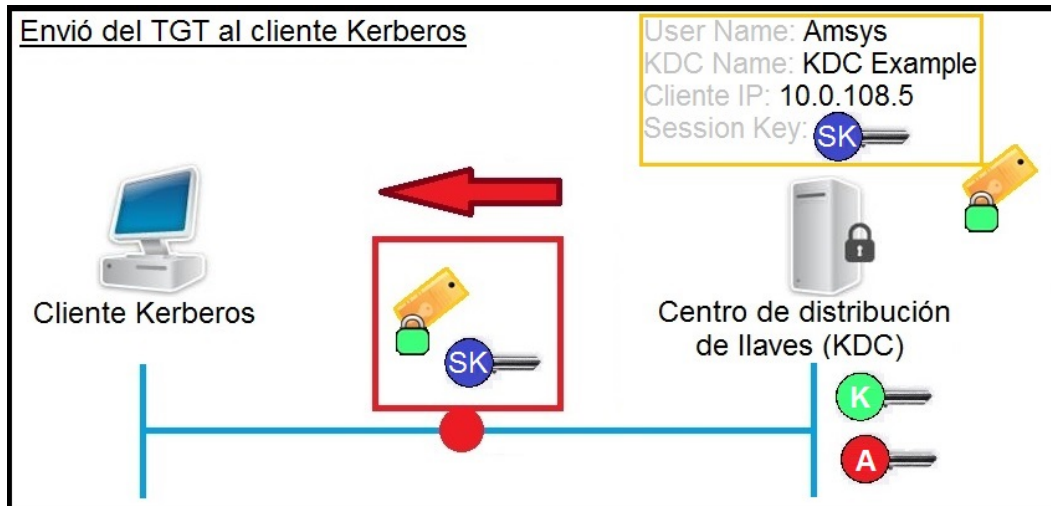 Envió del TGT al cliente Kerberos
User Name: Amsys
KDC Name: KDC Example
Cliente IP: 10.0.108.5
Session Key: SK
SK
Cliente Kerberos
Centro de distribución
de llaves (KDC)
K
A